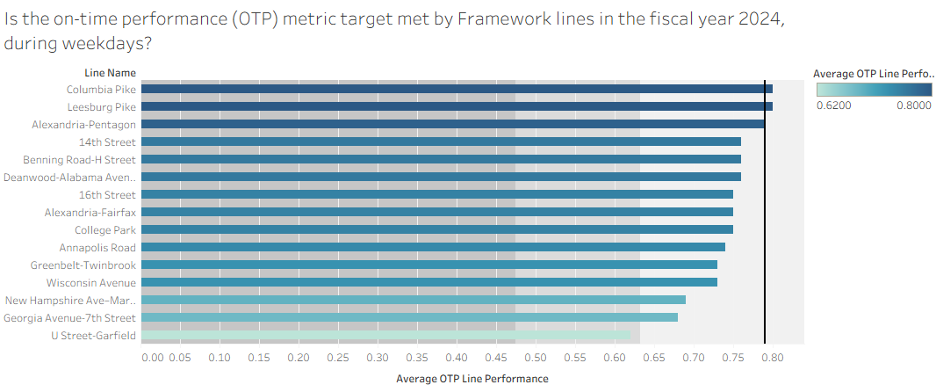 Is the on-time performance (OTP) metric target met by Framework lines in the fiscal year 2024,
during weekdays?
Line Name
Columbia Pike
Leesburg Pike
Alexandria-Pentagon
14th Street
Benning Road-H Street
Deanwood-Alabama Aven..
16th Street
Alexandria-Fairfax
College Park
Annapolis Road
Greenbelt-Twinbrook
Wisconsin Avenue
New Hampshire Ave–Mar..
Georgia Avenue-7th Street
U Street-Garfield
0.00 0.05 0.10 0.15 0.20 0.25 0.30 0.35 0.40 0.45 0.50 0.55 0.60 0.65 0.70 0.75 0.80
Average OTP Line Performance
Average OTP Line Perfo..
0.6200 0.8000